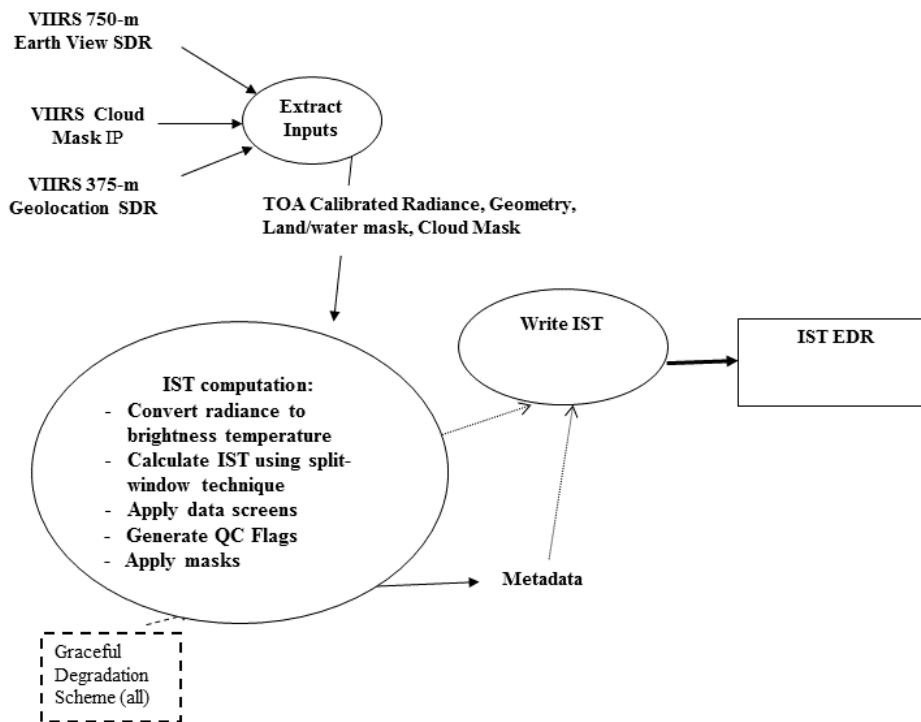 VIIRS 750-m
Earth View SDR
VIIRS Cloud
Mask IP
VIIRS 375-m
Geolocation SDR
Extract
Inputs
TOA Calibrated Radiance, Geometry,
Land/water mask, Cloud Mask
IST computation:
- Convert radiance to
brightness temperature
- Calculate IST using split-
window technique
- Apply data screens
- Generate QC Flags
- Apply masks
Write IST
IST EDR
Metadata
Graceful
Degradation
Scheme (all)